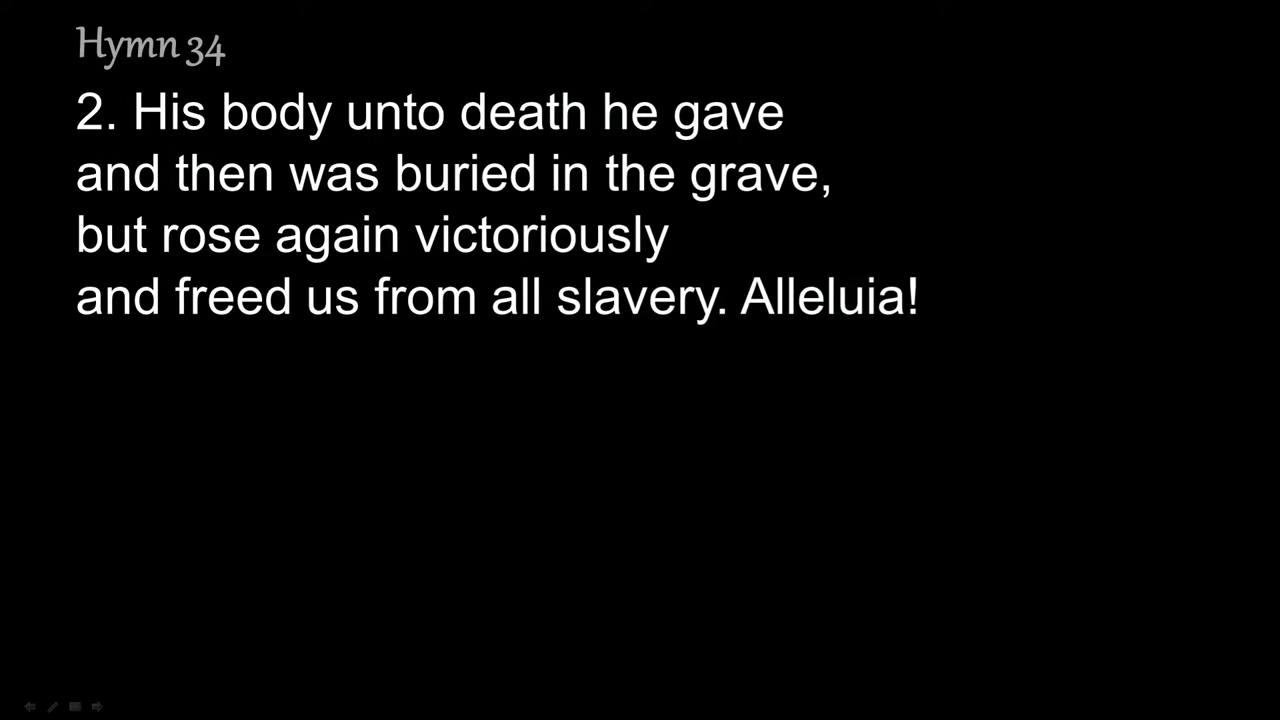 Hymn 34
2. His body unto death he gave
and then was buried in the grave,
but rose again victoriously
and freed us from all slavery. Alleluia!